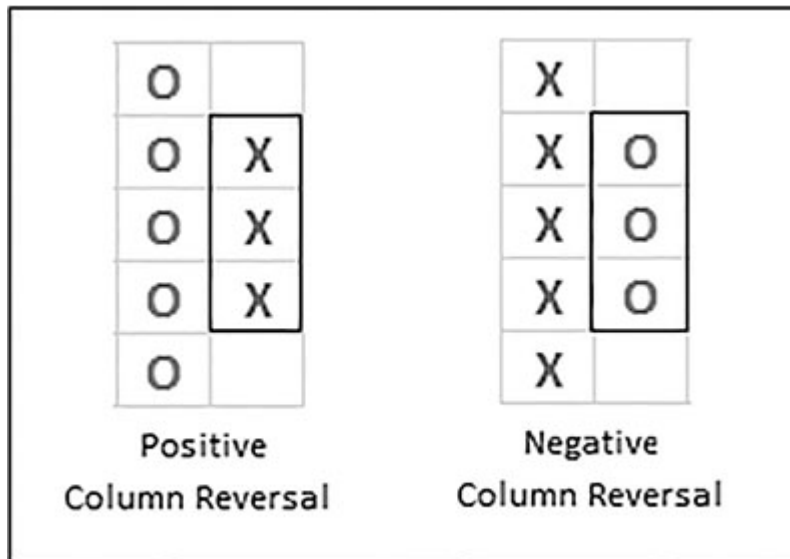 O
O X
O X
O X
O
Positive
Column Reversal
X
X O
X O
X O
X
Negative
Column Reversal